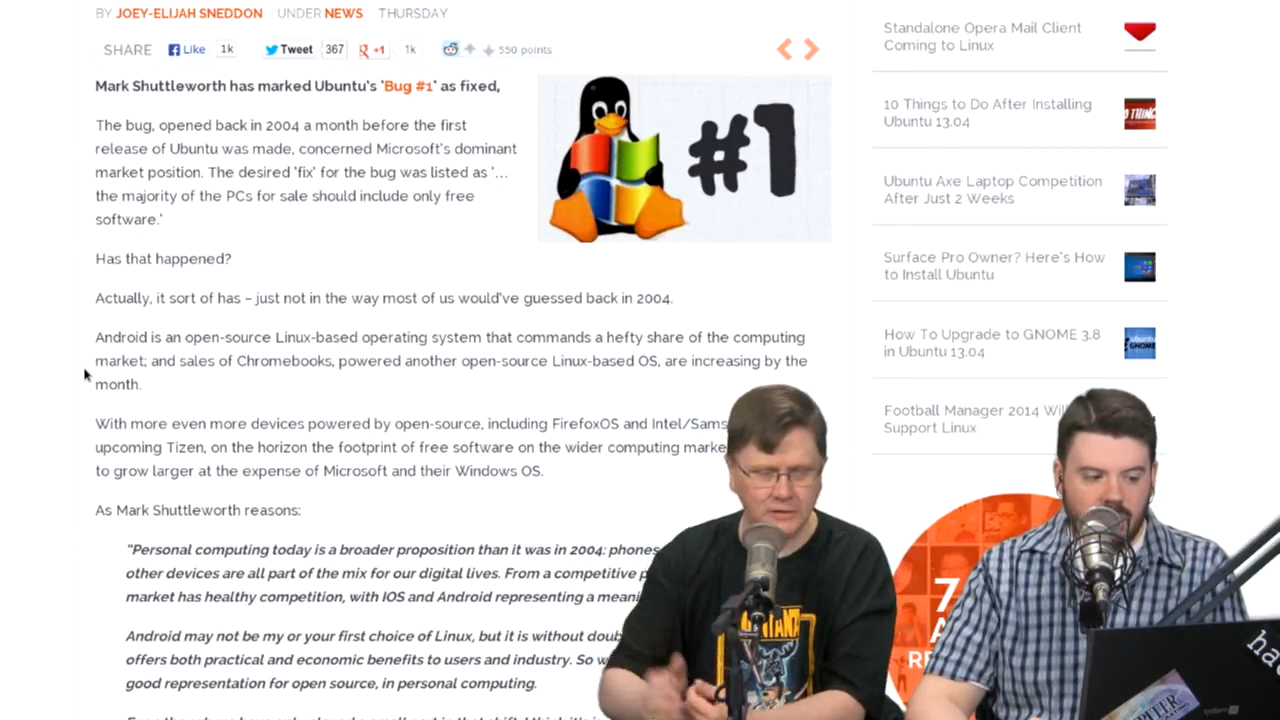 BY JOEY-ELIJAH SNEDDON UNDER NEWS THURSDAY
SHARE Like 1k Tweet 367 +1 1k 550 points
Mark Shuttleworth has marked Ubuntu's 'Bug #1' as fixed,
The bug, opened back in 2004 a month before the first
release of Ubuntu was made, concerned Microsoft's dominant
market position. The desired 'fix' for the bug was listed as '…
the majority of the PCs for sale should include only free
software.'
#1
Has that happened?
Actually, it sort of has – just not in the way most of us would've guessed back in 2004.
Android is an open-source Linux-based operating system that commands a hefty share of the computing
market; and sales of Chromebooks, powered another open-source Linux-based OS, are increasing by the
month.
With more even more devices powered by open-source, including FirefoxOS and Intel/Sams
upcoming Tizen, on the horizon the footprint of free software on the wider computing marke
to grow larger at the expense of Microsoft and their Windows OS.
As Mark Shuttleworth reasons:
"Personal computing today is a broader proposition than it was in 2004: phones
other devices are all part of the mix for our digital lives. From a competitive p
market has healthy competition, with IOS and Android representing a meani
Android may not be my or your first choice of Linux, but it is without doub
offers both practical and economic benefits to users and industry. So w
good representation for open source, in personal computing.
Standalone Opera Mail Client
Coming to Linux
10 Things to Do After Installing
Ubuntu 13.04
Ubuntu Axe Laptop Competition
After Just 2 Weeks
Surface Pro Owner? Here's How
to Install Ubuntu
How To Upgrade to GNOME 3.8
in Ubuntu 13.04
Football Manager 2014 Wil
Support Linux
7
A
RE
ha
system